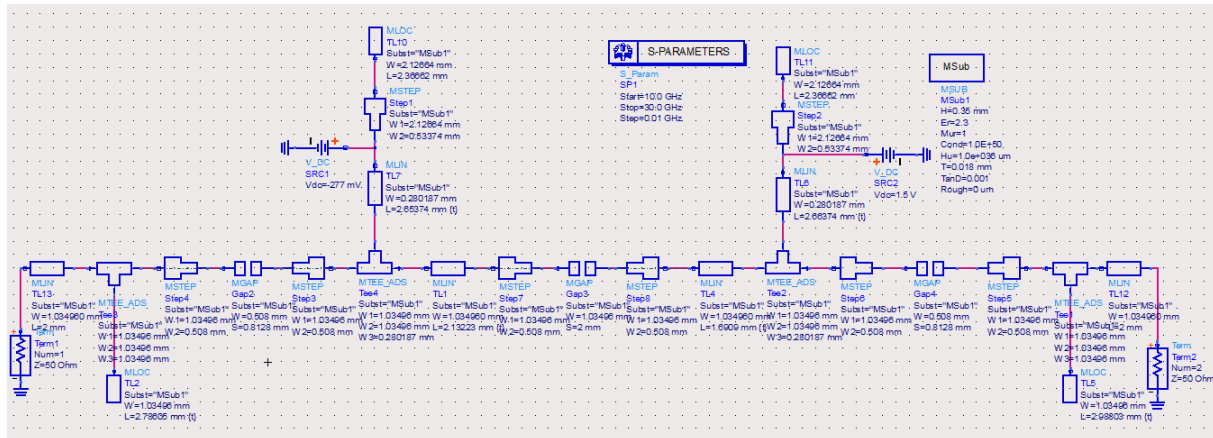 MLOC
TL10
Subst="MSub1"
W=2.12664 mm
L=2.36662 mm
MSTEP
Step1
Subst="MSub1"
W1=2.12664 mm
W2=0.53374 mm
V_DC
SRC1
Vdc=-277 mV
MLIN
TL7
Subst="MSub1"
W=0.280187 mm
L=2.65374 mm {t}
S-PARAMETERS
S_Param
SP1
Start=10.0 GHz
Stop=30.0 GHz
Step=0.01 GHz
MLOC
TL11
Subst="MSub1"
W=2.12664 mm
L=2.36662 mm
MSTEP
Step2
Subst="MSub1"
W1=2.12664 mm
W2=0.53374 mm
MLIN
TL6
Subst="MSub1"
W=0.280187 mm
L=2.66374 mm {t}
V_DC
SRC2
Vdc=1.5 V
MSub
MSUB
MSub1
H=0.35 mm
Er=2.3
Mur=1
Cond=1.0E+50
Hu=1.0e+036 um
T=0.018 mm
TanD=0.001
Rough=0 um
MLIN
TL13
Subst="MSub1"
W=1.034960 mm
L=2 mm
Term
Term1
Num=1
Z=50 Ohm
MTEE_ADS
Tee3
Subst="MSub1"
W1=1.03496 mm
W2=1.03496 mm
W3=1.03496 mm
MLOC
TL2
Subst="MSub1"
W=1.03496 mm
L=2.78605 mm {t}
MSTEP
Step4
Subst="MSub1"
W1=1.03496 mm
W2=0.508 mm
MGAP
Gap2
Subst="MSub1"
W=0.508 mm
S=0.8128 mm
MSTEP
Step3
Subst="MSub1"
W1=1.03496 mm
W2=0.508 mm
MTEE_ADS
Tee4
Subst="MSub1"
W1=1.03496 mm
W2=1.03496 mm
W3=0.280187 mm
MLIN
TL1
Subst="MSub1"
W=1.034960 mm
L=2.13223 mm {t}
MSTEP
Step7
Subst="MSub1"
W1=1.03496 mm
W2=0.508 mm
MGAP
Gap3
Subst="MSub1"
W=0.508 mm
S=2 mm
MSTEP
Step8
Subst="MSub1"
W1=1.03496 mm
W2=0.508 mm
MLIN
TL4
Subst="MSub1"
W=1.034960 mm
L=1.6909 mm {t}
MTEE_ADS
Tee2
Subst="MSub1"
W1=1.03496 mm
W2=1.03496 mm
W3=0.280187 mm
MSTEP
Step6
Subst="MSub1"
W1=1.03496 mm
W2=0.508 mm
MGAP
Gap4
Subst="MSub1"
W=0.508 mm
S=0.8128 mm
MSTEP
Step5
Subst="MSub1"
W1=1.03496 mm
W2=0.508 mm
MTEE_ADS
Subst="MSub1"
W1=1.03496 mm
W2=1.03496 mm
W3=1.03496 mm
MLIN
TL12
Subst="MSub1"
W=1.034960
L=2 mm
Term
Term2
Num=2
Z=50 Ohm
MLOC
TL5
Subst="MSub1"
W=1.03496 mm
L=2.98803 mm {t}